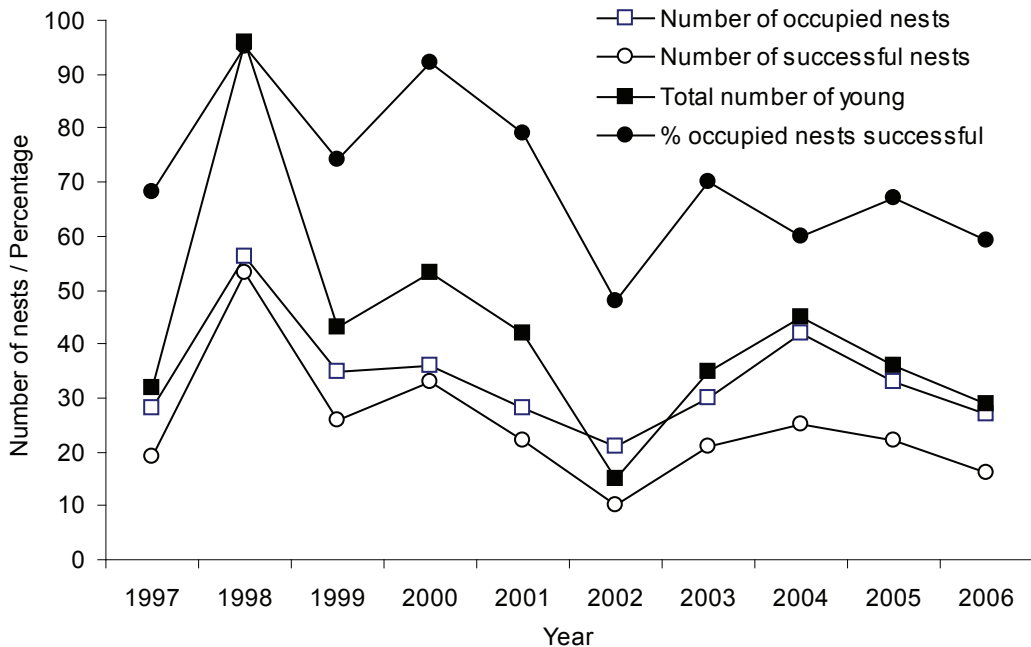 Number of occupied nests
Number of successful nests
Total number of young
% occupied nests successful
Number of nests / Percentage
100
90
80
70
60
50
40
30
20
10
0
1997 1998 1999 2000 2001 2002 2003 2004 2005 2006
Year